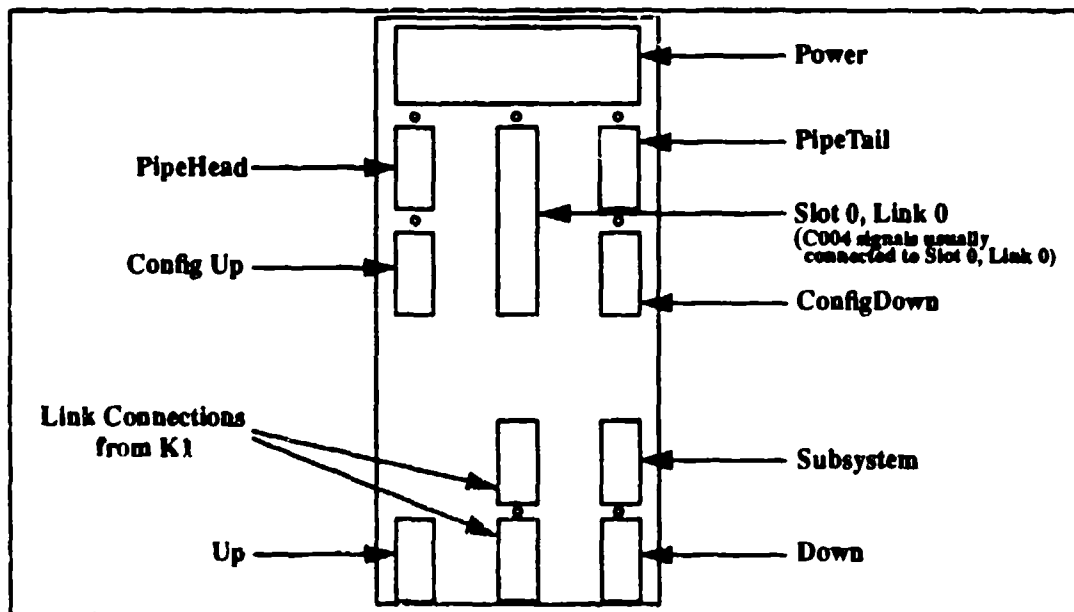 Power
PipeHead
PipeTail
Slot 0, Link 0
(C004 signals usually
connected to Slot 0, Link 0)
Config Up
ConfigDown
Link Connections
from K1
Subsystem
Up
Down